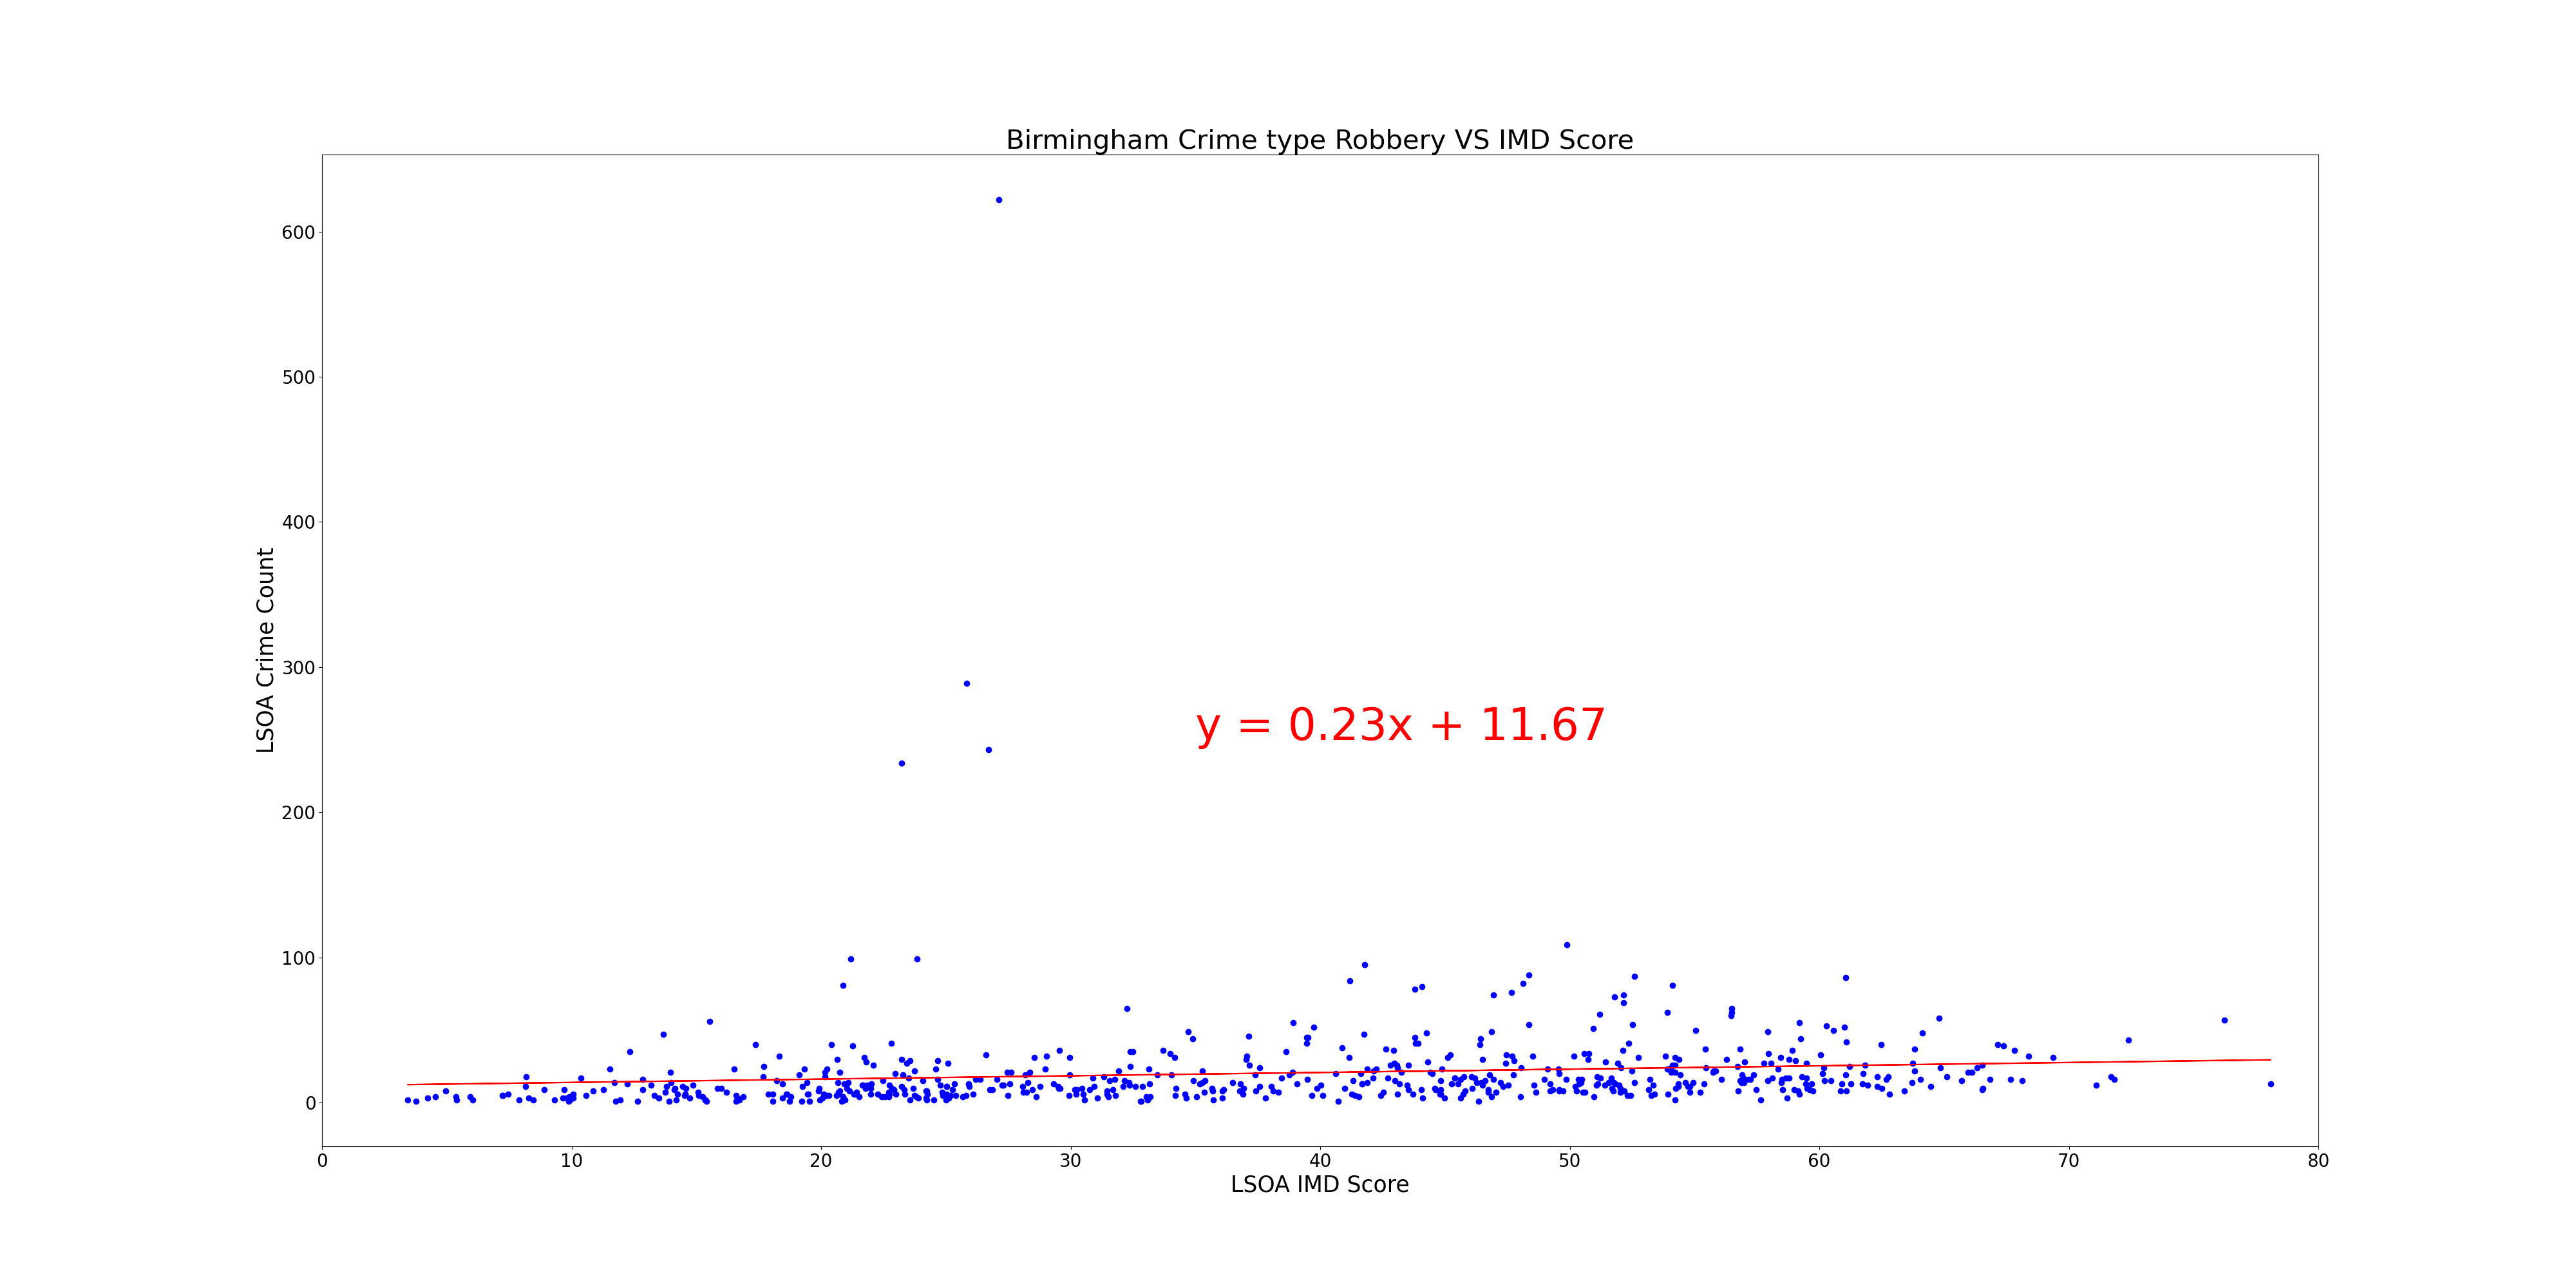 Birmingham Crime type Robbery VS IMD Score
600
500
400
300
200
100
0
LSOA Crime Count
y = 0.23x + 11.67
0 10 20 30 40 50 60 70 80
LSOA IMD Score